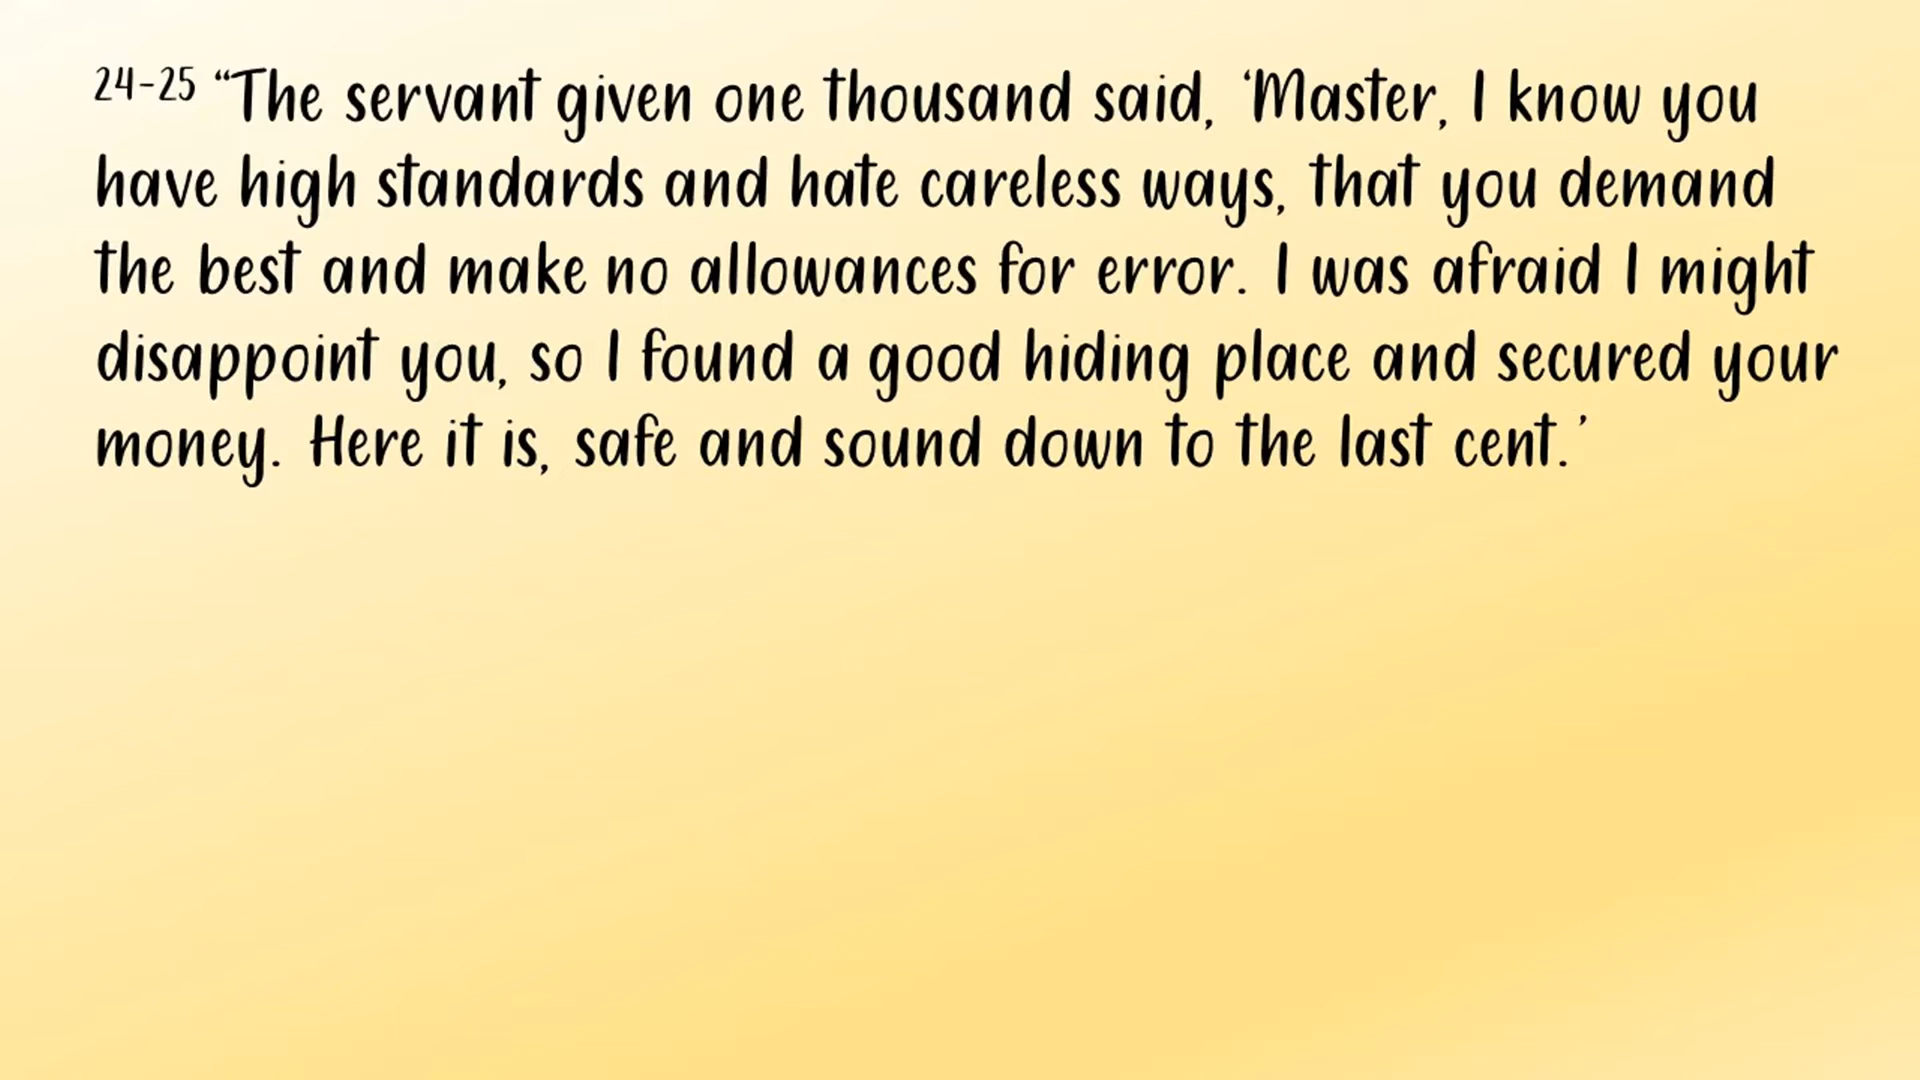 24-25 “The servant given one thousand said, ‘Master, I know you
have high standards and hate careless ways, that you demand
the best and make no allowances for error. I was afraid I might
disappoint you, so I found a good hiding place and secured your
money. Here it is, safe and sound down to the last cent.’